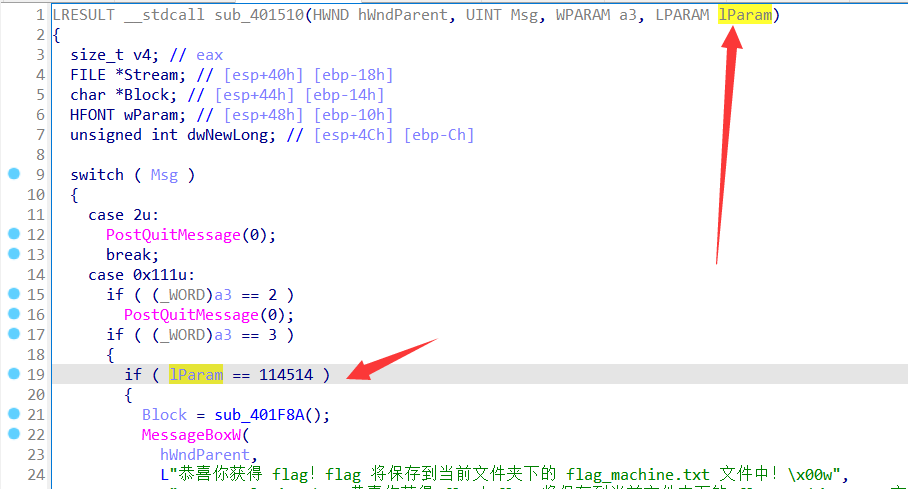 1 LRESULT __stdcall sub_401510(HWND hWndParent, UINT Msg, WPARAM a3, LPARAM lParam)
2 {
3 size_t v4; // eax
4 FILE *Stream; // [esp+40h] [ebp-18h]
5 char *Block; // [esp+44h] [ebp-14h]
6 HFONT wParam; // [esp+48h] [ebp-10h]
7 unsigned int dwNewLong; // [esp+4Ch] [ebp-Ch]
8
9 switch ( Msg )
10 {
11 case 2u:
12 PostQuitMessage(0);
13 break;
14 case 0x111u:
15 if ( (_WORD)a3 == 2 )
16 PostQuitMessage(0);
17 if ( (_WORD)a3 == 3 )
18 {
19 if ( lParam == 114514 )
20 {
21 Block = sub_401F8A();
22 MessageBoxW(
23 hWndParent,
24 L"恭喜你获得 flag! flag 将保存到当前文件夹下的 flag_machine.txt 文件中! \x00w",